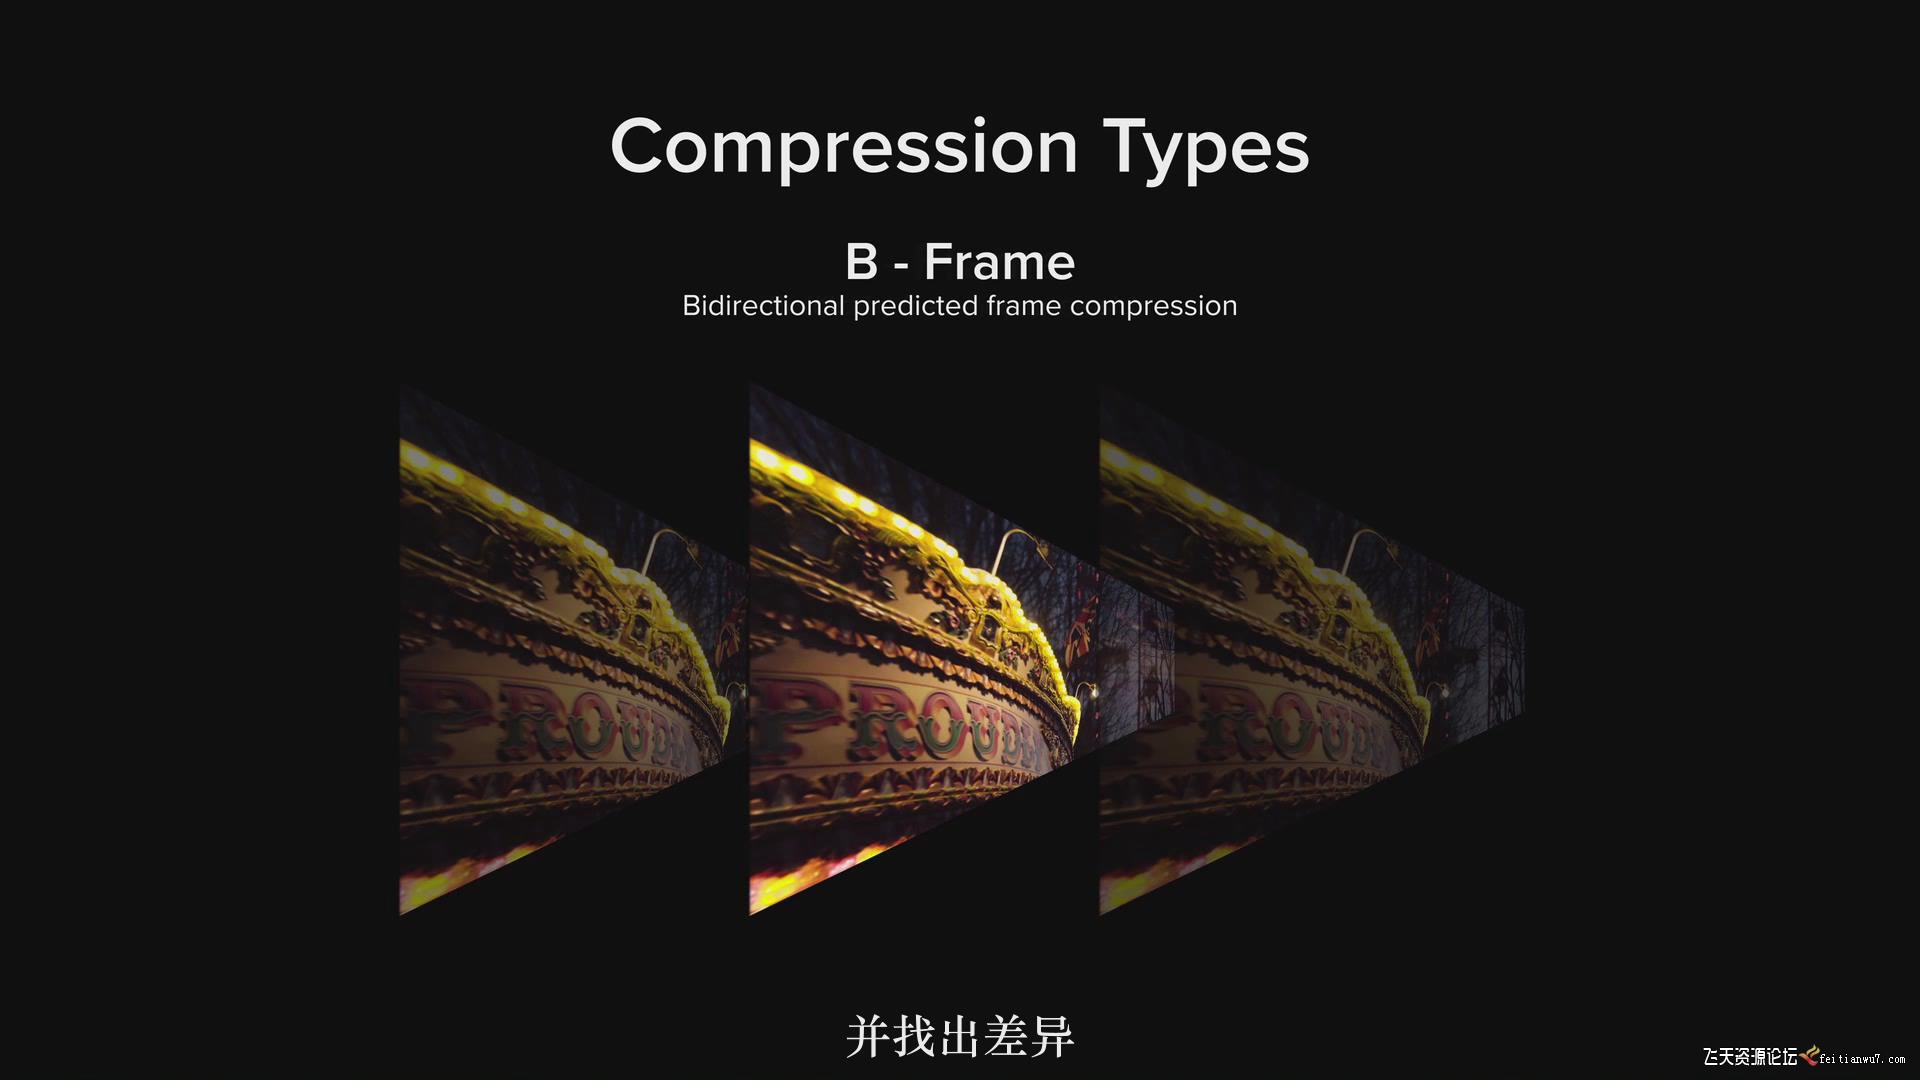 Compression Types
B - Frame
Bidirectional predicted frame compression
PROUD
PROUD
PROUD
并找出差异
飞天资源论坛 feitianwu7.com